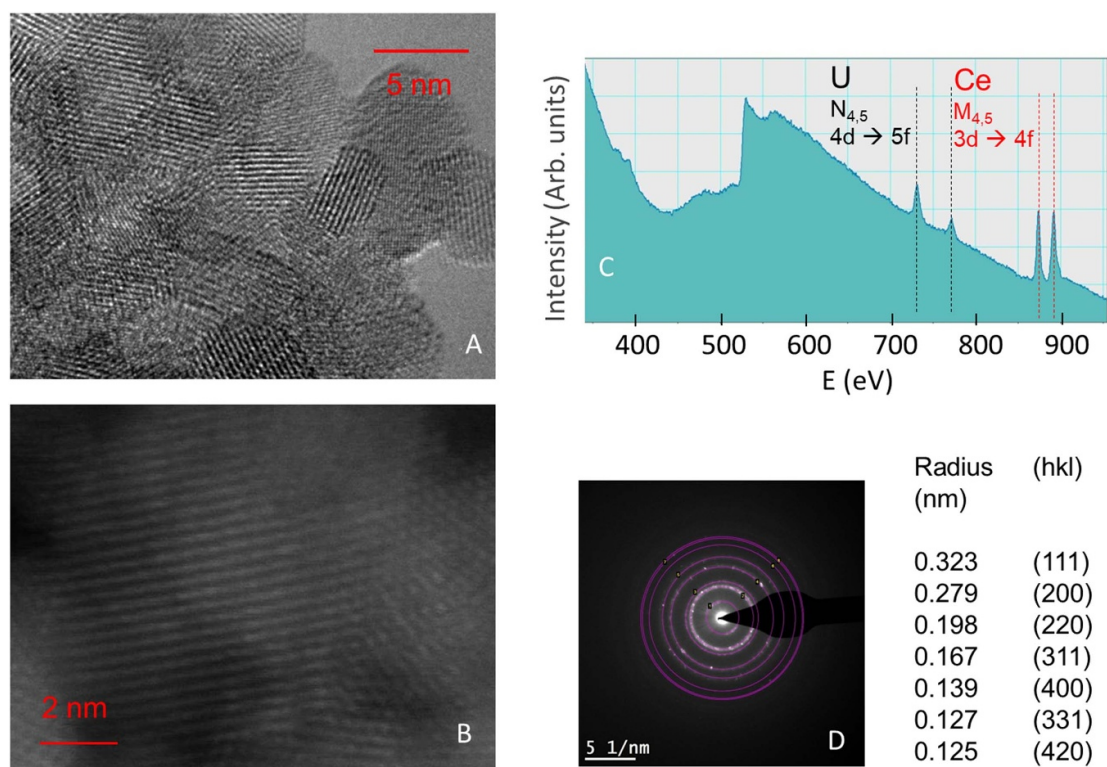 5 nm
A
2 nm
B
Intensity (Arb. units)
U
N4,5
4d → 5f
Ce
M4,5
3d → 4f
C
400 500 600 700 800 900
E (eV)
5 1/nm
D
Radius (hkl)
(nm)
0.323 (111)
0.279 (200)
0.198 (220)
0.167 (311)
0.139 (400)
0.127 (331)
0.125 (420)